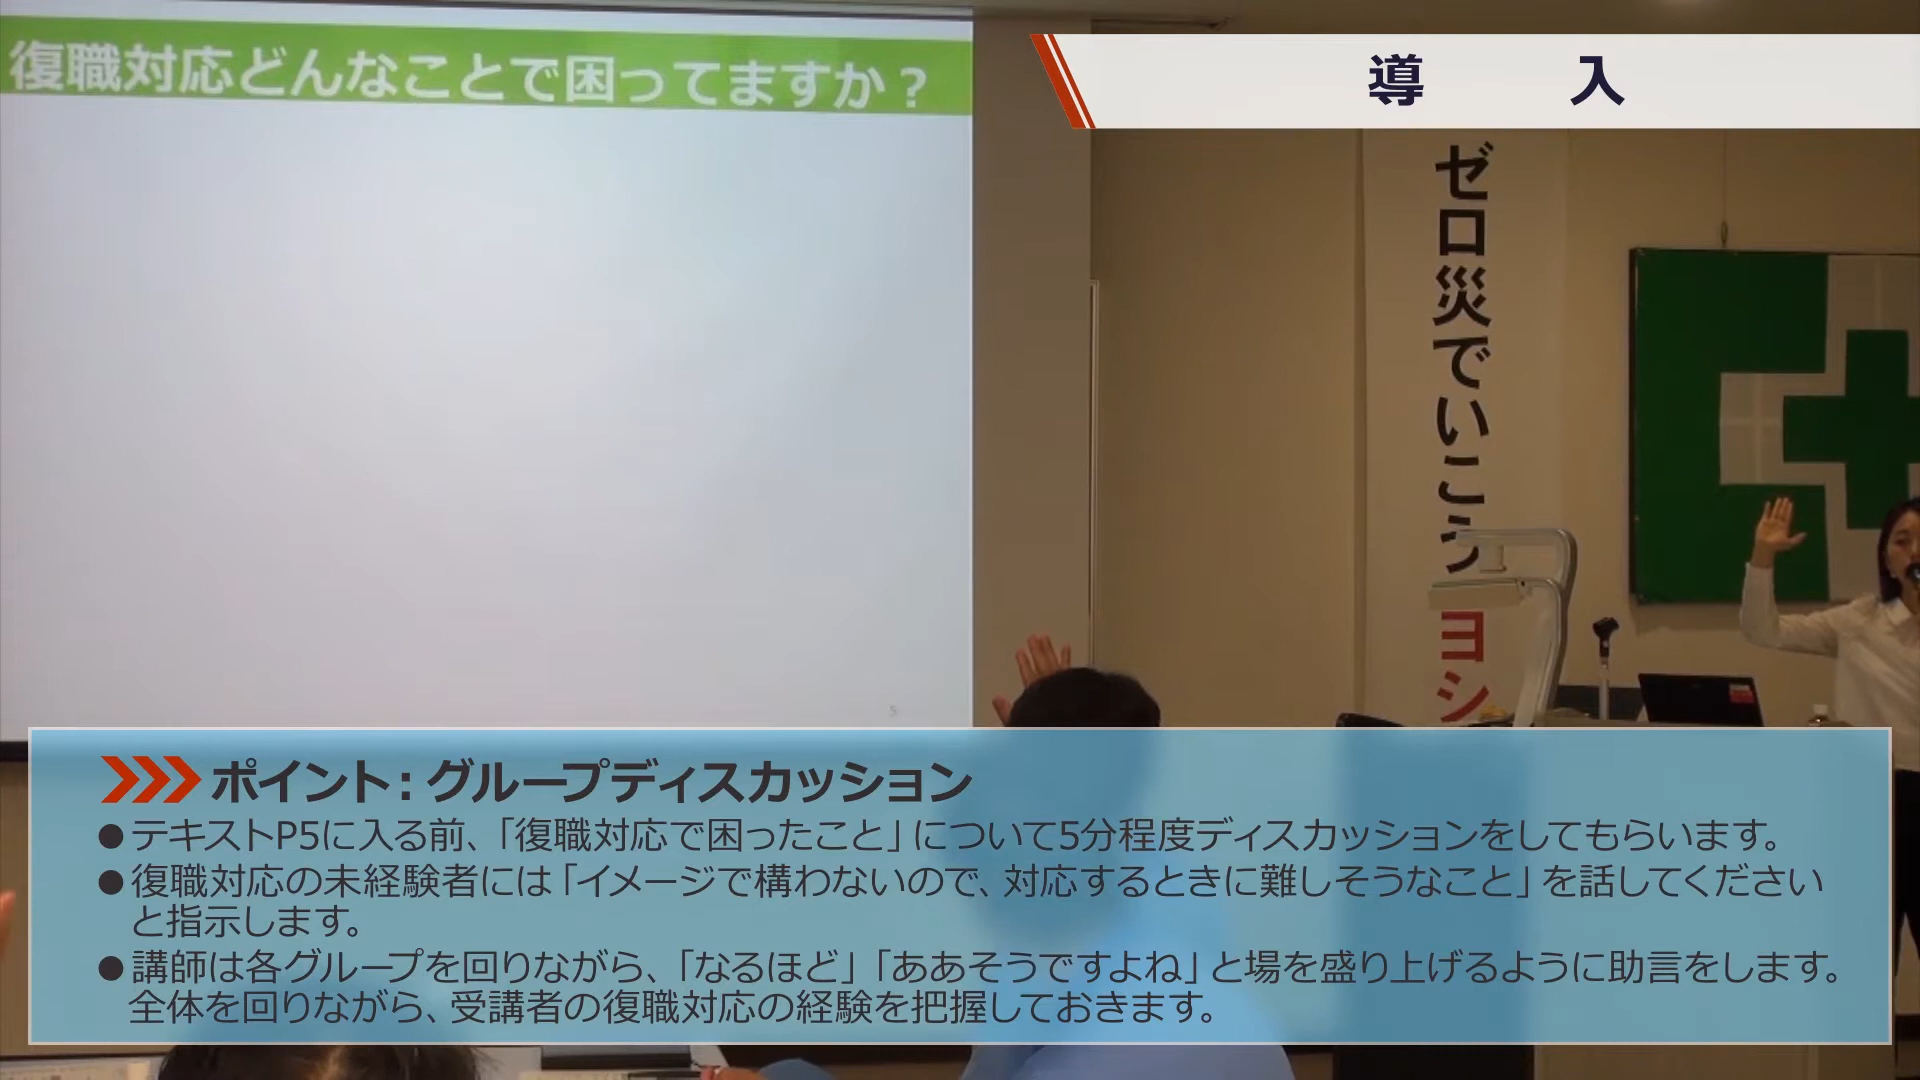 復職対応どんなことで困ってますか？
導 入
ゼロ災でいこう ヨシ
5
ポイント：グループディスカッション
●テキストP5に入る前、「復職対応で困ったこと」について5分程度ディスカッションをしてもらいます。
●復職対応の未経験者には「イメージで構わないので、対応するときに難しそうなこと」を話してください
と指示します。
●講師は各グループを回りながら、「なるほど」「ああそうですよね」と場を盛り上げるように助言をします。
全体を回りながら、受講者の復職対応の経験を把握しておきます。